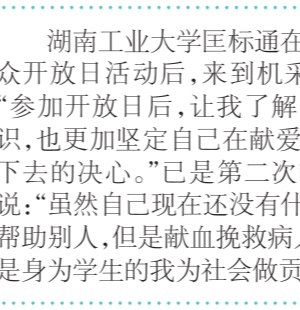 湖南工业大学匡标通在
众开放日活动后，来到机采
“参加开放日后，让我了解
识，也更加坚定自己在献爱
下去的决心。”已是第二次
说：“虽然自己现在还没有什
帮助别人，但是献血挽救病
是身为学生的我为社会做贡